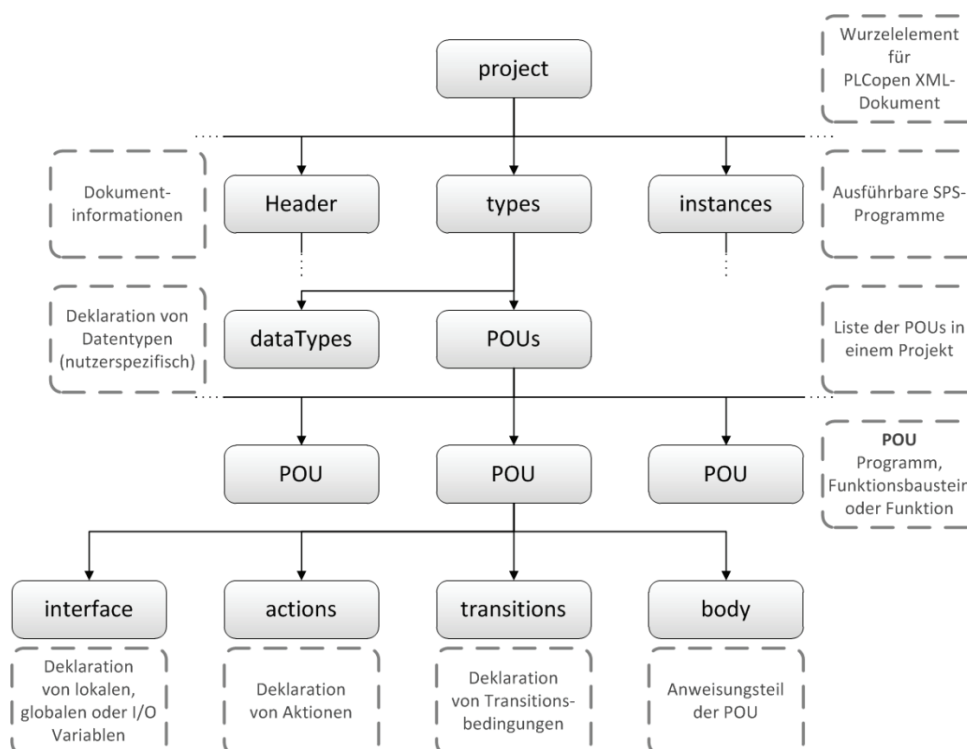 project
Wurzelelement
für
PLCopen XML-
Dokument
Dokument-
informationen
Header
types
instances
Ausführbare SPS-
Programme
Deklaration von
Datentypen
(nutzerspezifisch)
dataTypes
POUs
Liste der POUs in
einem Projekt
POU
POU
POU
POU
Programm,
Funktionsbaustein
oder Funktion
interface
actions
transitions
body
Deklaration
von lokalen,
globalen oder I/O
Variablen
Deklaration
von Aktionen
Deklaration
von Transitions-
bedingungen
Anweisungsteil
der POU